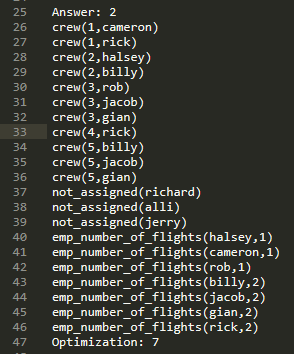 25 Answer: 2
26 crew(1,cameron)
27 crew(1,rick)
28 crew(2,halsey)
29 crew(2,billy)
30 crew(3,rob)
31 crew(3,jacob)
32 crew(3,gian)
33 crew(4,rick)
34 crew(5,billy)
35 crew(5,jacob)
36 crew(5,gian)
37 not_assigned(richard)
38 not_assigned(alli)
39 not_assigned(jerry)
40 emp_number_of_flights(halsey,1)
41 emp_number_of_flights(cameron,1)
42 emp_number_of_flights(rob,1)
43 emp_number_of_flights(billy,2)
44 emp_number_of_flights(jacob,2)
45 emp_number_of_flights(gian,2)
46 emp_number_of_flights(rick,2)
47 Optimization: 7